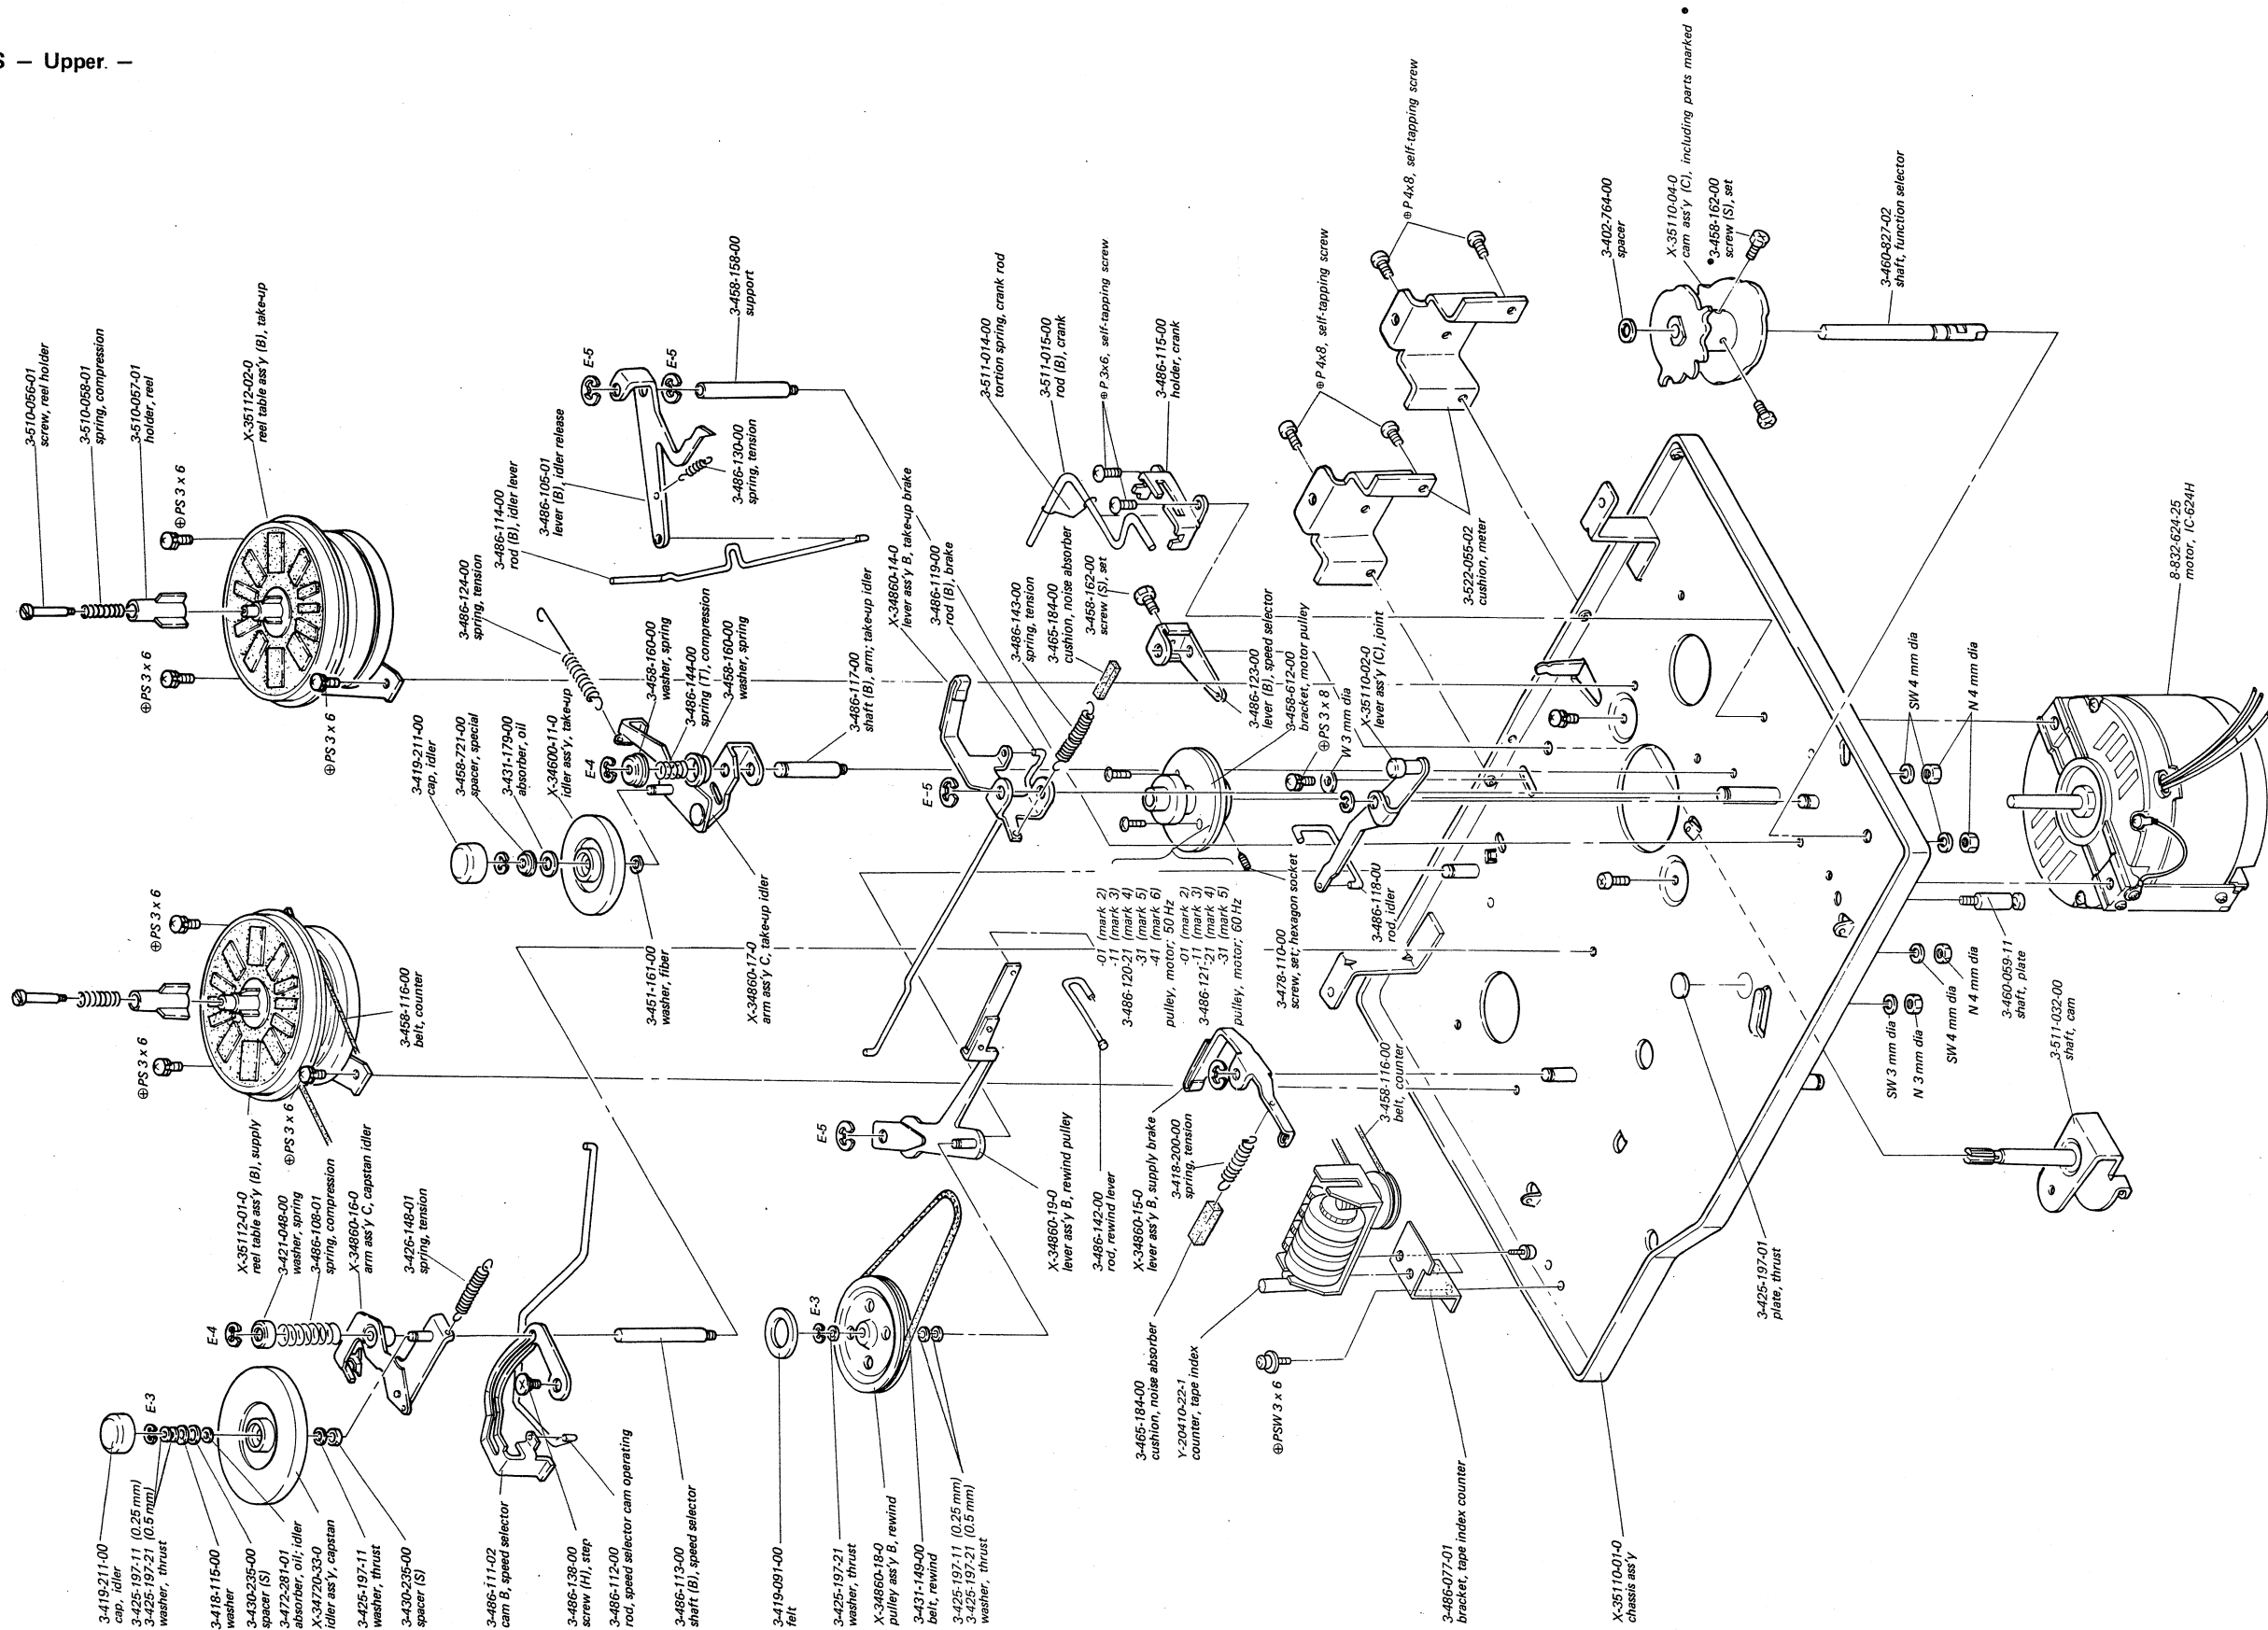 S — Upper. —
3-510-056-01
screw, reel holder
3-510-058-01
spring, compression
3-510-057-01
holder, reel
⊕PS 3 x 6
X-35112-02-0
reel table ass'y (B), take-up
⊕PS 3 x 6
⊕PS 3 x 6
3-486-124-00
spring, tension
3-486-114-00
rod (B), idler lever
3-486-105-01
lever (B), idler release
E-5
E-5
3-486-130-00
spring, tension
3-458-158-00
support
3-419-211-00
cap, idler
3-458-721-00
spacer, special
3-431-179-00
absorber, oil
X-34600-11-0
idler ass'y, take-up
E-4
3-458-160-00
washer, spring
3-486-144-00
spring (T), compression
3-458-160-00
washer, spring
3-486-117-00
shaft (B), arm; take-up idler
3-451-161-00
washer, fiber
X-34860-17-0
arm ass'y C, take-up idler
X-34860-14-0
lever ass'y B, take-up brake
3-486-119-00
rod (B), brake
E-5
3-486-143-00
spring, tension
3-465-184-00
cushion, noise absorber
3-458-162-00
screw (S), set
3-511-014-00
tortion spring, crank rod
3-511-015-00
rod (B), crank
⊕P 3x6, self-tapping screw
3-486-115-00
holder, crank
3-486-123-00
lever (B), speed selector
3-458-612-00
bracket, motor pulley
⊕PS 3 x 8
W 3 mm dia
X-35110-02-0
lever ass'y (C), joint
⊕P 4x8, self-tapping screw
⊕P 4x8, self-tapping screw
3-522-055-02
cushion, meter
3-402-764-00
spacer
X-35110-04-0
cam ass'y (C), including parts marked •
•3-458-162-00
screw (S), set
3-460-827-02
shaft, function selector
8-832-624-25
motor, IC-624H
SW 4 mm dia
N 4 mm dia
SW 4 mm dia
N 4 mm dia
SW 3 mm dia
N 3 mm dia
3-460-059-11
shaft, plate
3-511-032-00
shaft, cam
3-425-197-01
plate, thrust
⊕PS 3 x 6
⊕PS 3 x 6
⊕PS 3 x 6
3-458-116-00
belt, counter
X-35112-01-0
reel table ass'y (B), supply
3-421-048-00
washer, spring
3-486-108-01
spring, compression
X-34860-16-0
arm ass'y C, capstan idler
3-426-148-01
spring, tension
E-4
E-3
3-419-211-00
cap, idler
3-425-197-11 (0.25 mm)
3-425-197-21 (0.5 mm)
washer, thrust
3-418-115-00
washer
3-430-235-00
spacer (S)
3-472-281-01
absorber, oil; idler
X-34720-33-0
idler ass'y, capstan
3-425-197-11
washer, thrust
3-430-235-00
spacer (S)
3-486-111-02
cam B, speed selector
3-486-138-00
screw (H), step
3-486-112-00
rod, speed selector cam operating
3-486-113-00
shaft (B), speed selector
3-419-091-00
felt
E-3
3-425-197-21
washer, thrust
X-34860-18-0
pulley ass'y B, rewind
3-431-149-00
belt, rewind
3-425-197-11 (0.25 mm)
3-425-197-21 (0.5 mm)
washer, thrust
E-5
X-34860-19-0
lever ass'y B, rewind pulley
3-486-142-00
rod, rewind lever
X-34860-15-0
lever ass'y B, supply brake
3-418-200-00
spring, tension
-01 (mark 2)
-11 (mark 3)
3-486-120-21 (mark 4)
-31 (mark 5)
-41 (mark 6)
pulley, motor; 50 Hz
-01 (mark 2)
-11 (mark 3)
3-486-121-21 (mark 4)
-31 (mark 5)
pulley, motor; 60 Hz
3-478-110-00
screw, set; hexagon socket
3-486-118-00
rod, idler
3-458-116-00
belt, counter
3-465-184-00
cushion, noise absorber
Y-20410-22-1
counter, tape index
⊕PSW 3 x 6
3-486-077-01
bracket, tape index counter
X-35110-01-0
chassis ass'y